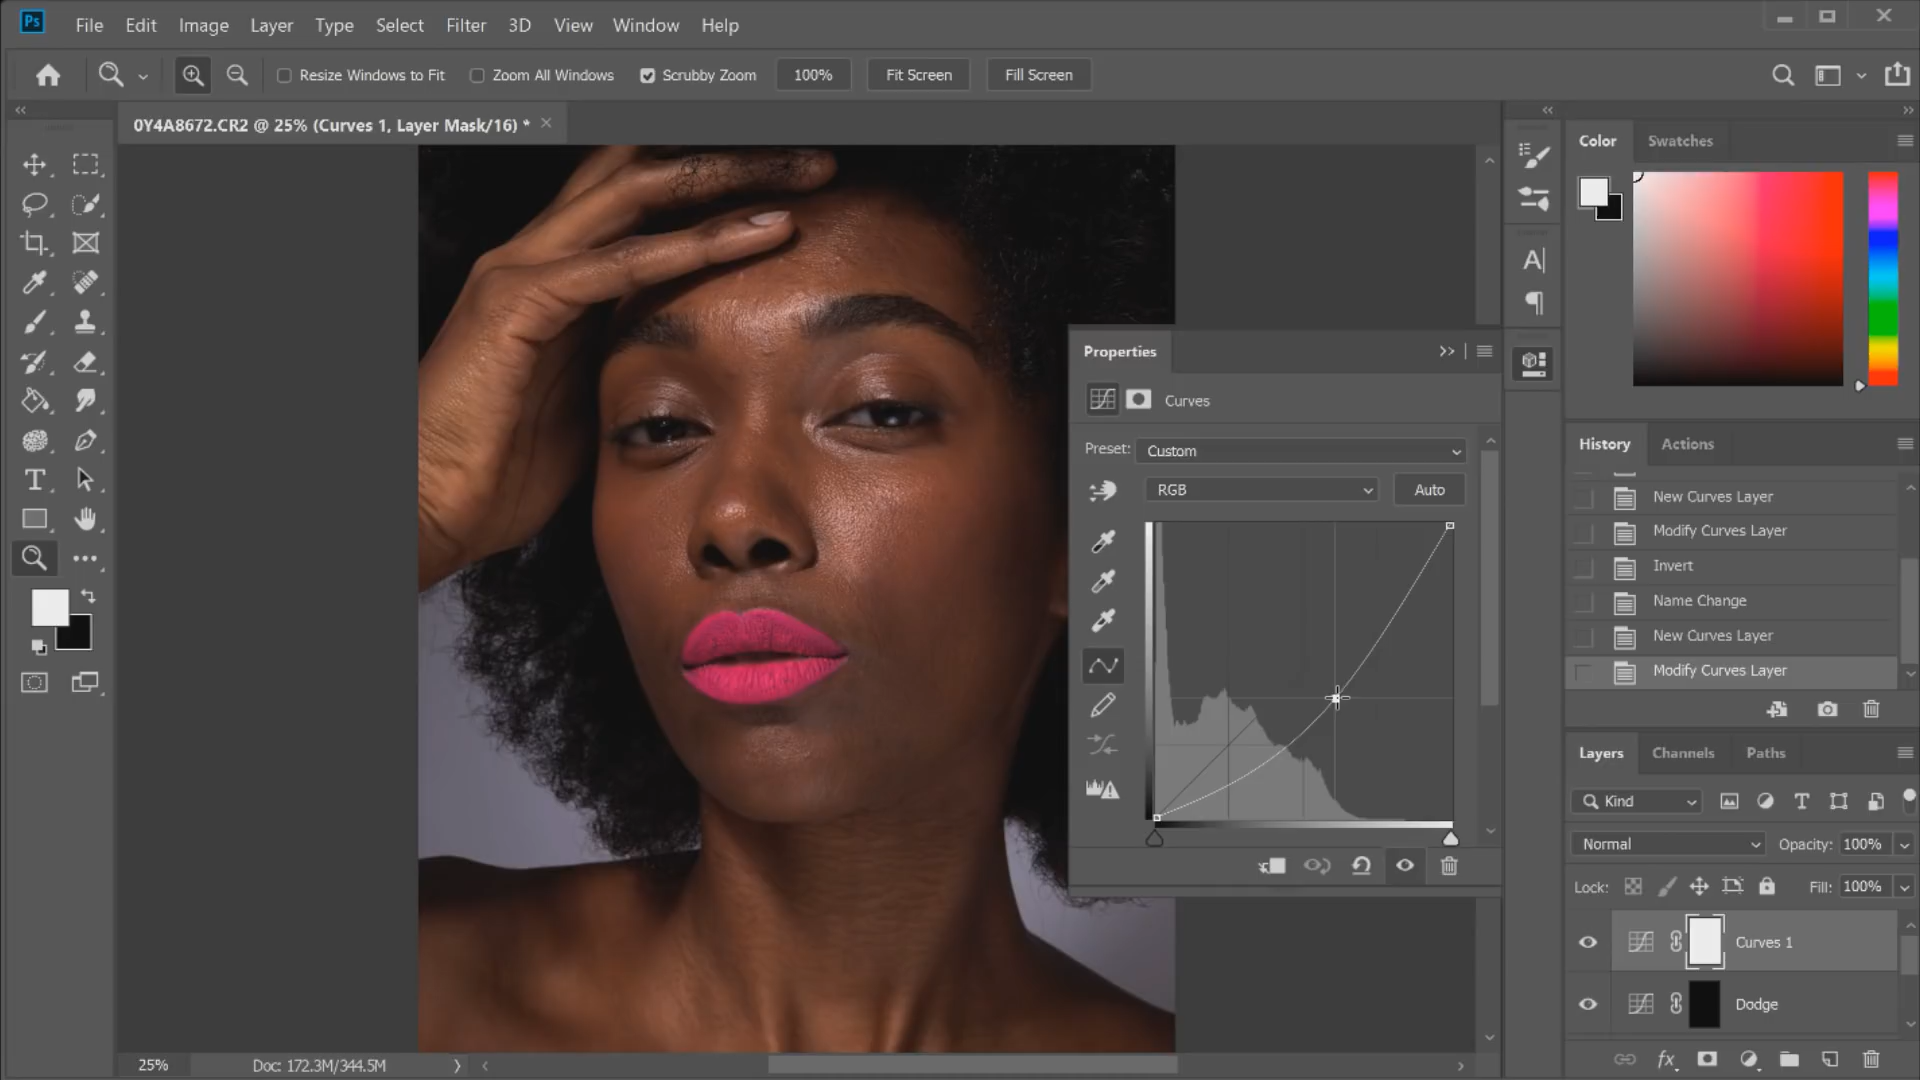 Ps File Edit Image Layer Type Select Filter 3D View Window Help
Resize Windows to Fit Zoom All Windows Scrubby Zoom 100% Fit Screen Fill Screen
0Y4A8672.CR2 @ 25% (Curves 1, Layer Mask/16) *
Color Swatches
Properties
Curves
Preset: Custom
RGB Auto
History Actions
New Curves Layer
Modify Curves Layer
Invert
Name Change
New Curves Layer
Modify Curves Layer
Layers Channels Paths
Kind
Normal Opacity: 100%
Lock: Fill: 100%
Curves 1
Dodge
fx
25% Doc: 172.3M/344.5M